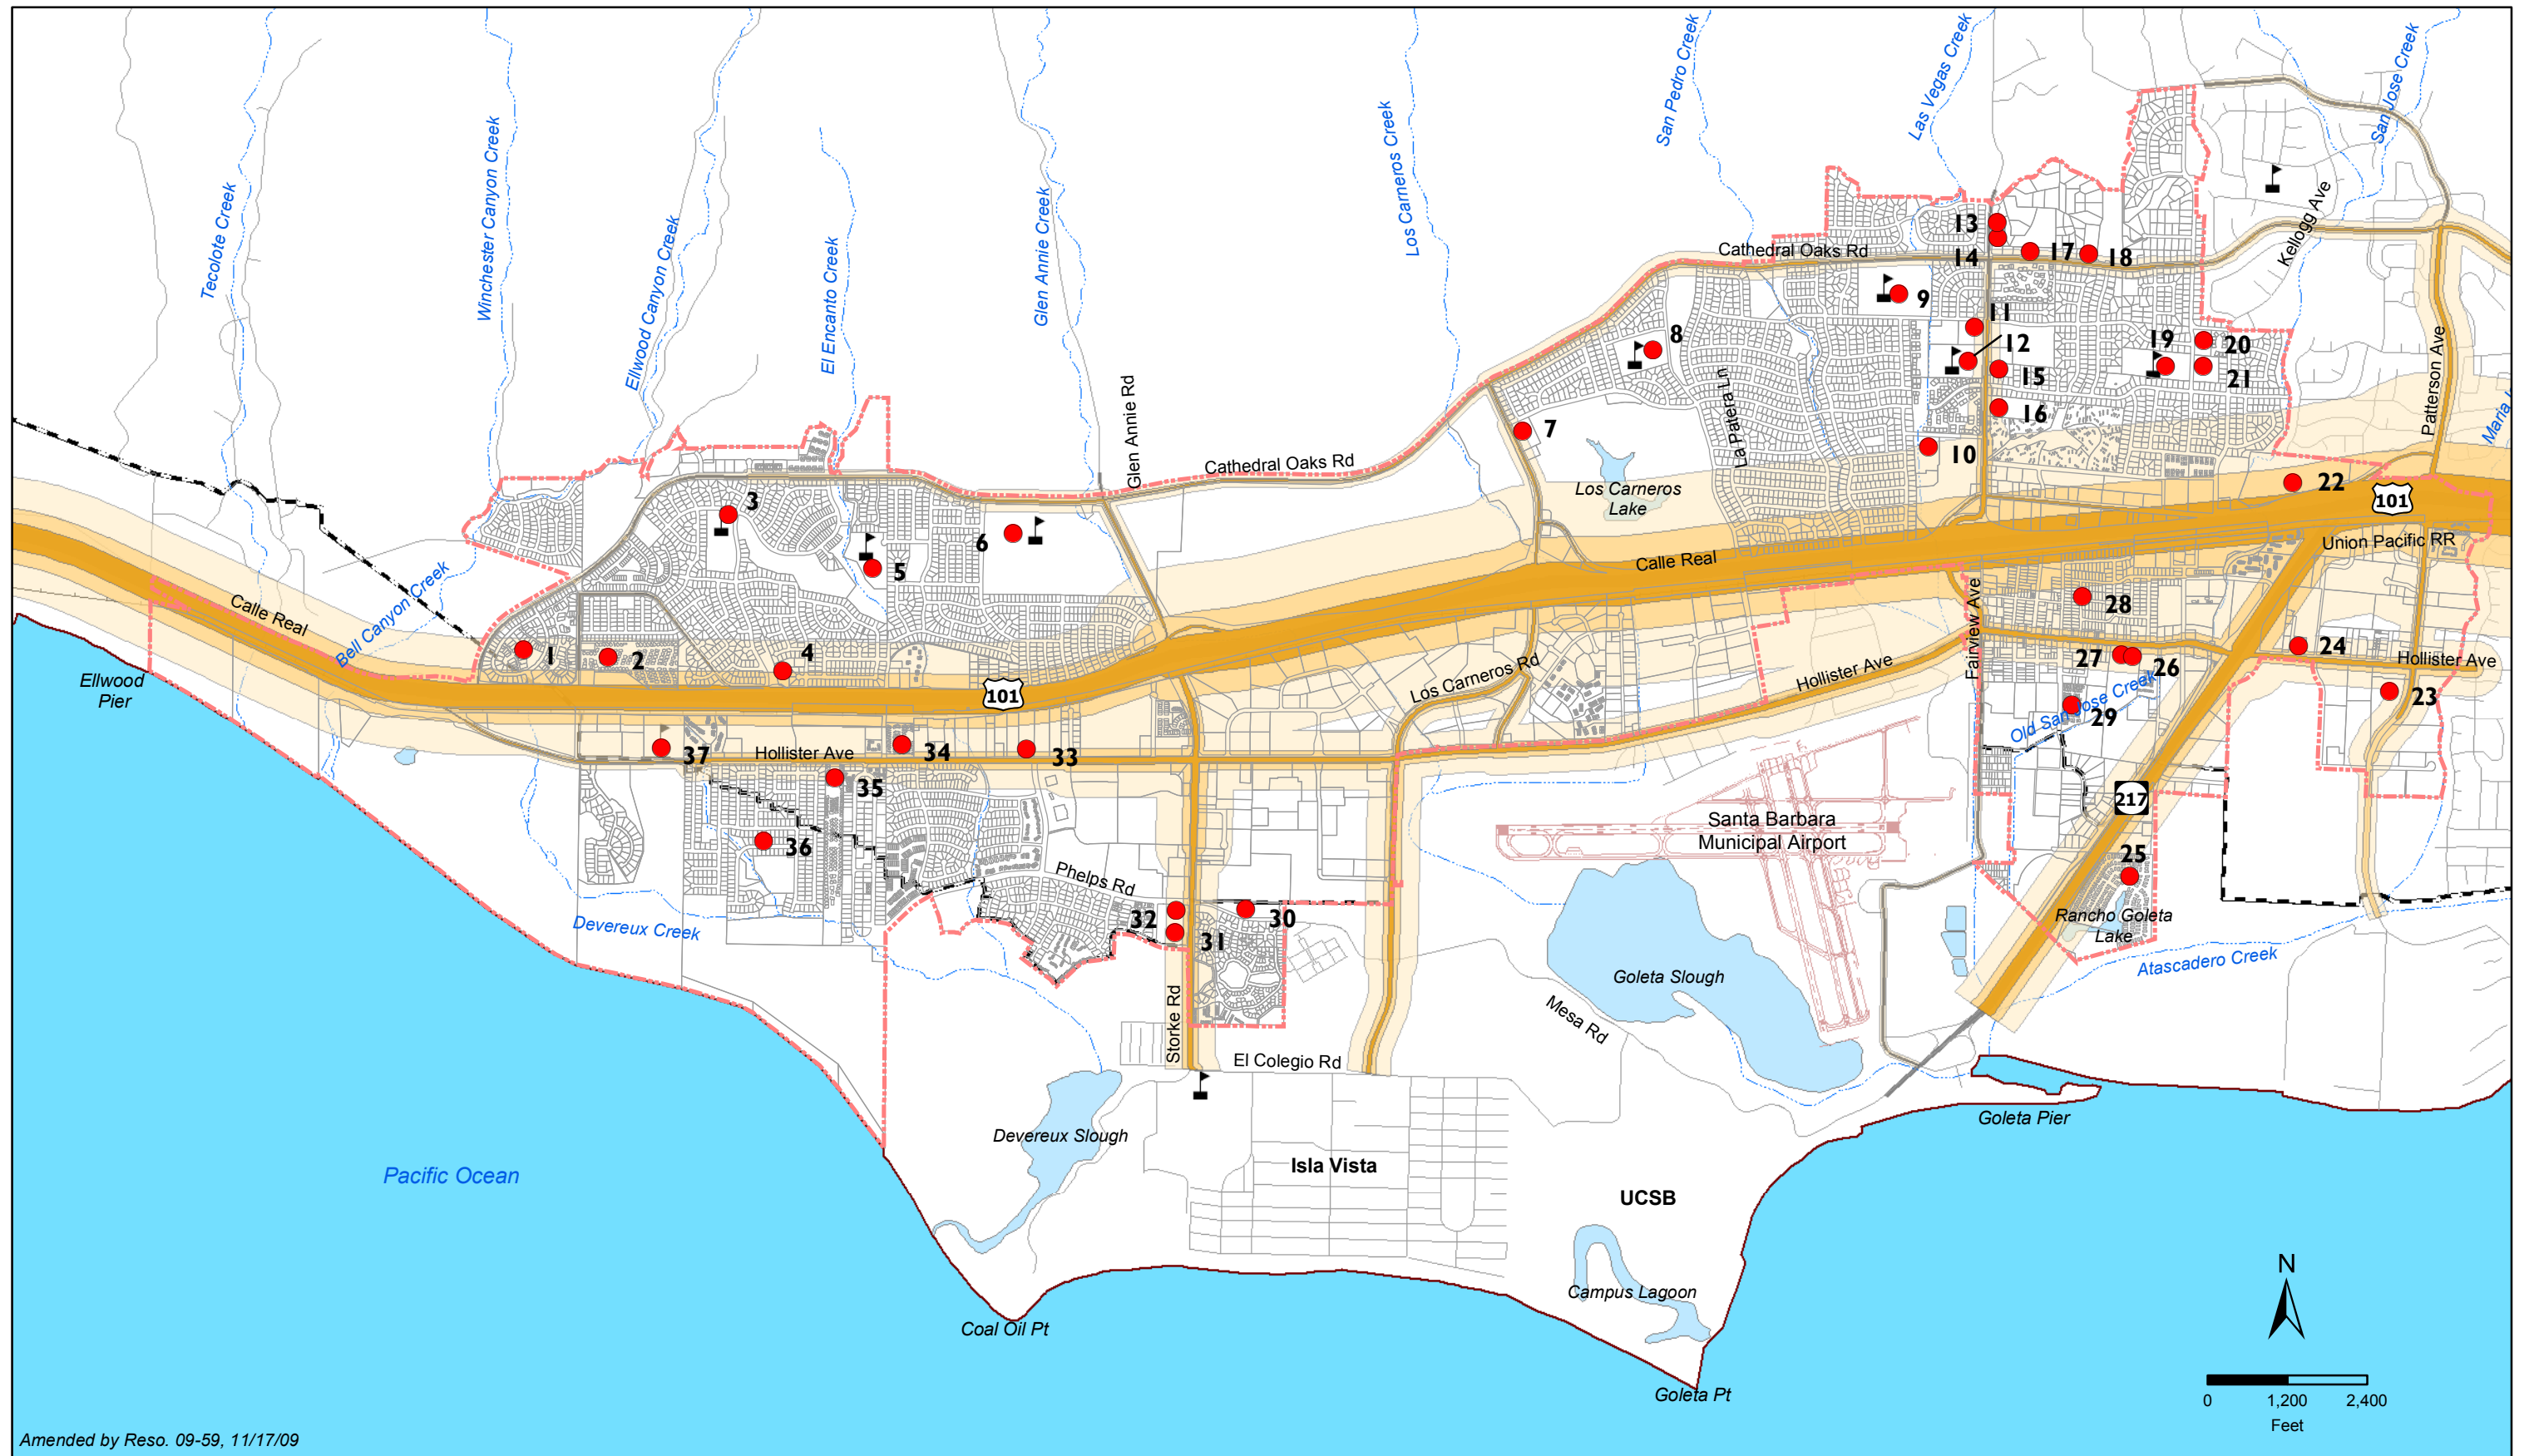 Tecolote Creek
Winchester Canyon Creek
Ellwood Canyon Creek
El Encanto Creek
Glen Annie Creek
Los Carneros Creek
San Pedro Creek
Las Vegas Creek
San Jose Creek
Kellogg Ave
Cathedral Oaks Rd
13
14
17
18
9
11
12
8
La Patera Ln
15
16
19
20
21
Patterson Ave
7
10
Glen Annie Rd
Cathedral Oaks Rd
Los Carneros
Lake
22
101
Union Pacific RR
3
6
5
Calle Real
Calle Real
Bell Canyon Creek
1
2
4
101
Los Carneros Rd
Hollister Ave
Fairview Ave
28
27
26
24
Hollister Ave
23
Old San Jose Creek
29
Ellwood
Pier
37
Hollister Ave
34
33
35
36
217
Santa Barbara
Municipal Airport
25
Rancho Goleta
Lake
Atascadero Creek
Phelps Rd
32
31
30
Devereux Creek
Goleta Slough
Mesa Rd
Storke Rd
El Colegio Rd
Goleta Pier
Devereux Slough
Isla Vista
UCSB
Pacific Ocean
Campus Lagoon
Coal Oil Pt
Goleta Pt
N
0
1,200
2,400
Feet
Amended by Reso. 09-59, 11/17/09